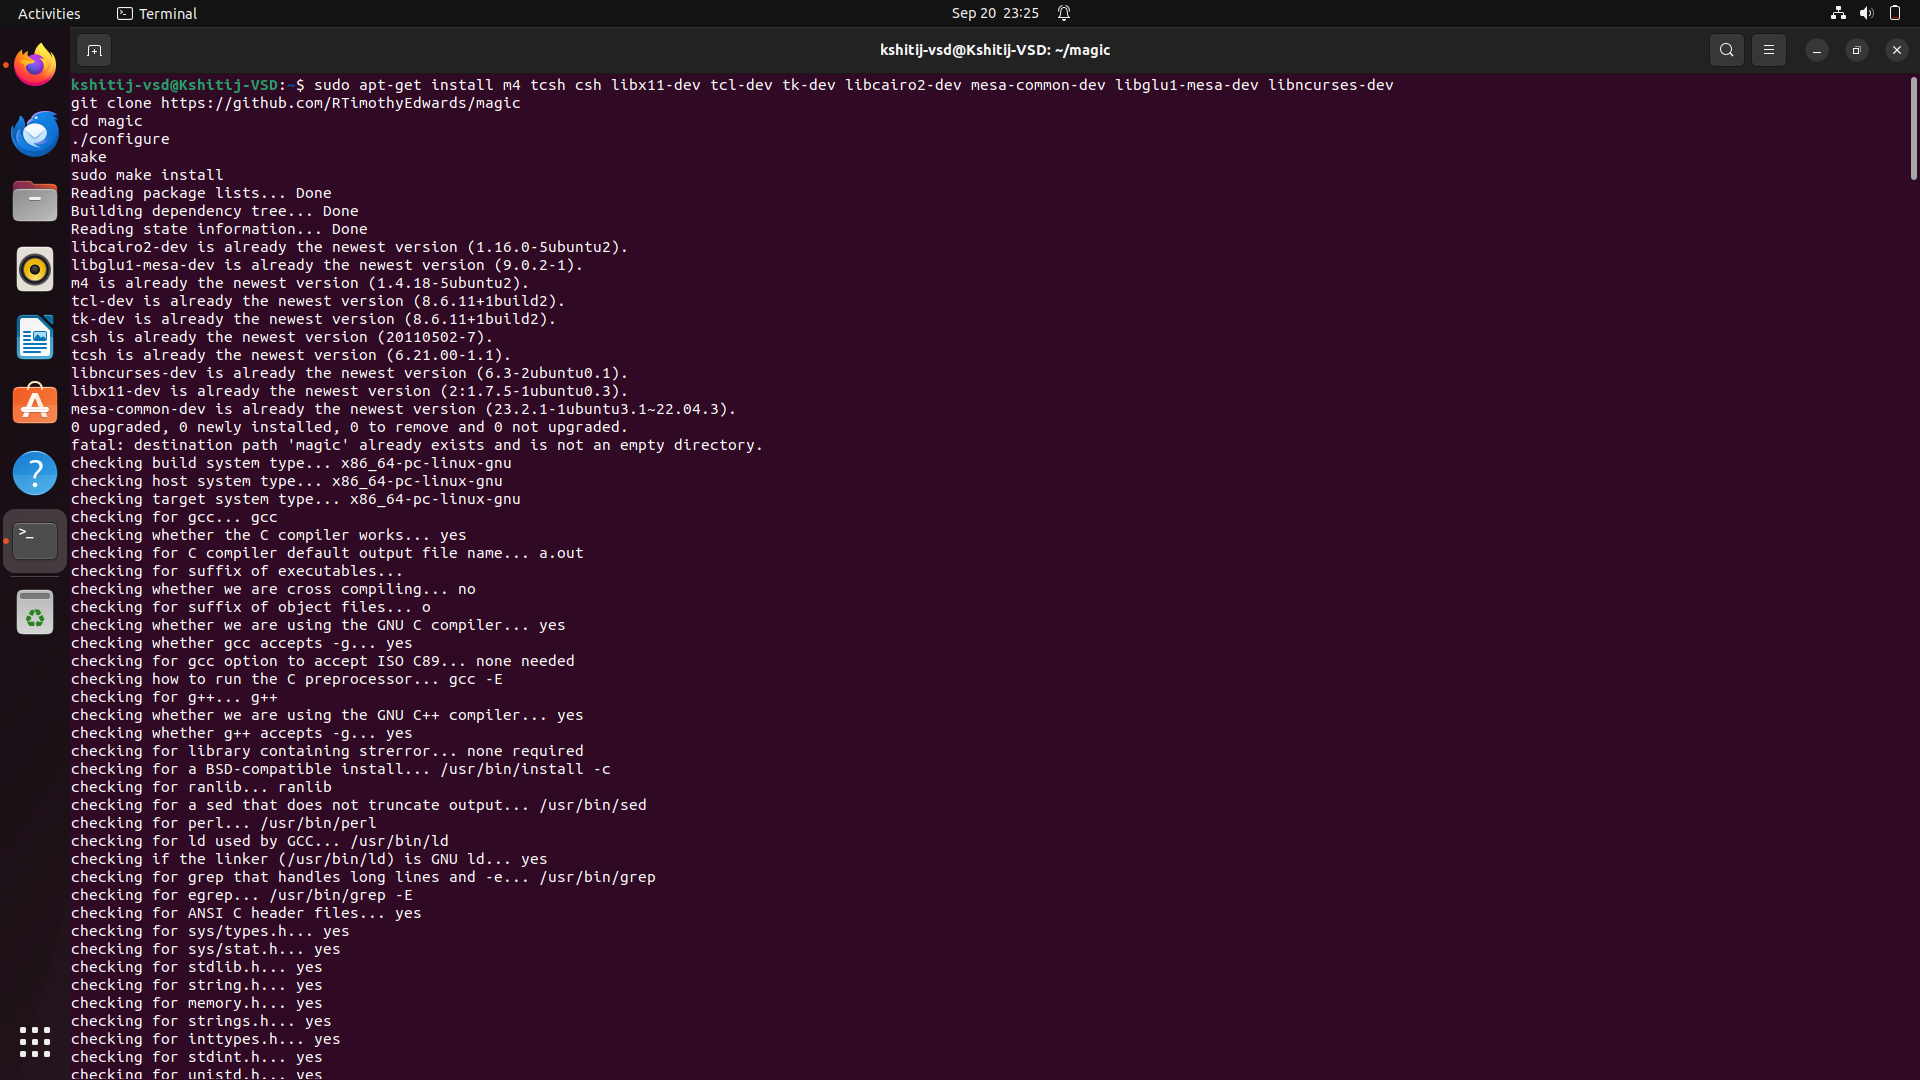 Activities
Terminal
Sep 20 23:25
kshitij-vsd@Kshitij-VSD: ~/magic
kshitij-vsd@Kshitij-VSD:~$ sudo apt-get install m4 tcsh csh libx11-dev tcl-dev tk-dev libcairo2-dev mesa-common-dev libglu1-mesa-dev libncurses-dev
git clone https://github.com/RTimothyEdwards/magic
cd magic
./configure
make
sudo make install
Reading package lists... Done
Building dependency tree... Done
Reading state information... Done
libcairo2-dev is already the newest version (1.16.0-5ubuntu2).
libglu1-mesa-dev is already the newest version (9.0.2-1).
m4 is already the newest version (1.4.18-5ubuntu2).
tcl-dev is already the newest version (8.6.11+1build2).
tk-dev is already the newest version (8.6.11+1build2).
csh is already the newest version (20110502-7).
tcsh is already the newest version (6.21.00-1.1).
libncurses-dev is already the newest version (6.3-2ubuntu0.1).
libx11-dev is already the newest version (2:1.7.5-1ubuntu0.3).
mesa-common-dev is already the newest version (23.2.1-1ubuntu3.1~22.04.3).
0 upgraded, 0 newly installed, 0 to remove and 0 not upgraded.
fatal: destination path 'magic' already exists and is not an empty directory.
checking build system type... x86_64-pc-linux-gnu
checking host system type... x86_64-pc-linux-gnu
checking target system type... x86_64-pc-linux-gnu
checking for gcc... gcc
checking whether the C compiler works... yes
checking for C compiler default output file name... a.out
checking for suffix of executables...
checking whether we are cross compiling... no
checking for suffix of object files... o
checking whether we are using the GNU C compiler... yes
checking whether gcc accepts -g... yes
checking for gcc option to accept ISO C89... none needed
checking how to run the C preprocessor... gcc -E
checking for g++... g++
checking whether we are using the GNU C++ compiler... yes
checking whether g++ accepts -g... yes
checking for library containing strerror... none required
checking for a BSD-compatible install... /usr/bin/install -c
checking for ranlib... ranlib
checking for a sed that does not truncate output... /usr/bin/sed
checking for perl... /usr/bin/perl
checking for ld used by GCC... /usr/bin/ld
checking if the linker (/usr/bin/ld) is GNU ld... yes
checking for grep that handles long lines and -e... /usr/bin/grep
checking for egrep... /usr/bin/grep -E
checking for ANSI C header files... yes
checking for sys/types.h... yes
checking for sys/stat.h... yes
checking for stdlib.h... yes
checking for string.h... yes
checking for memory.h... yes
checking for strings.h... yes
checking for inttypes.h... yes
checking for stdint.h... yes
checking for unistd.h... yes